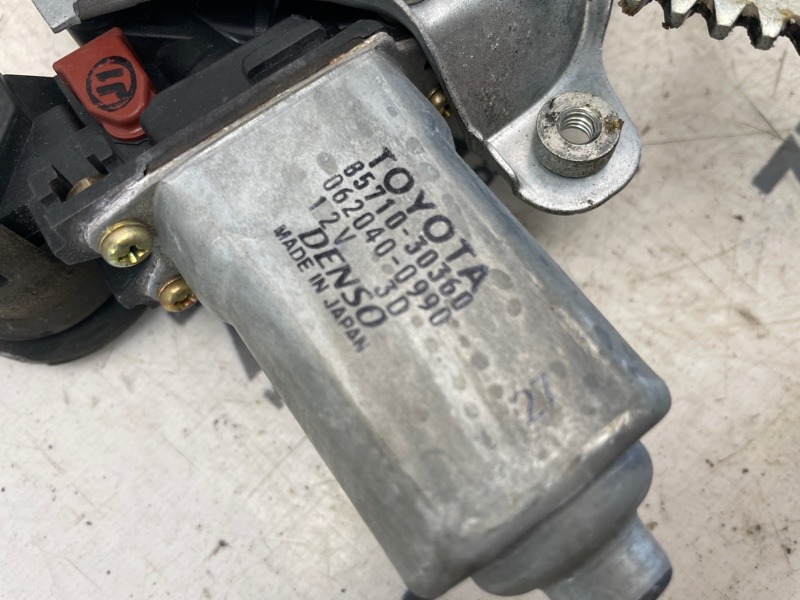 TOYOTA
85710-30360
062040-0990
12V 3D
DENSO
MADE IN JAPAN
27